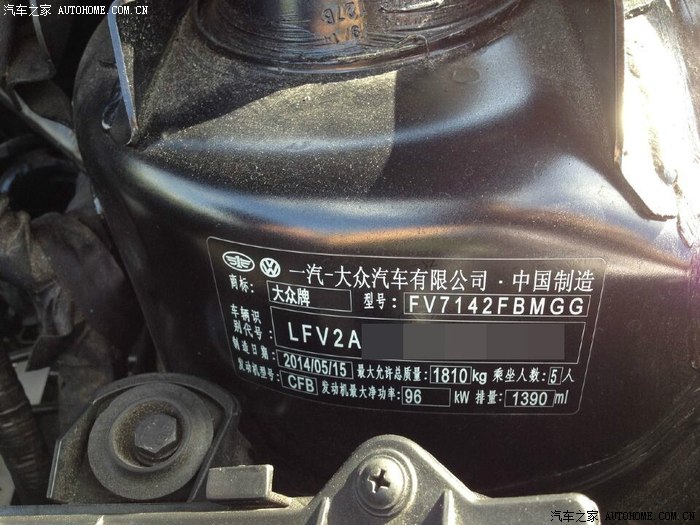 汽车之家 AUTOHOME.COM.CN
一汽-大众汽车有限公司·中国制造
商标: 大众牌 型号: FV7142FBMGG
车辆识别代号: LFV2A
制造日期: 2014/05/15 最大允许总质量: 1810 kg 乘坐人数: 5 人
发动机型号: CFB 发动机最大净功率: 96 kW 排量: 1390 ml
汽车之家 AUTOHOME.COM.CN